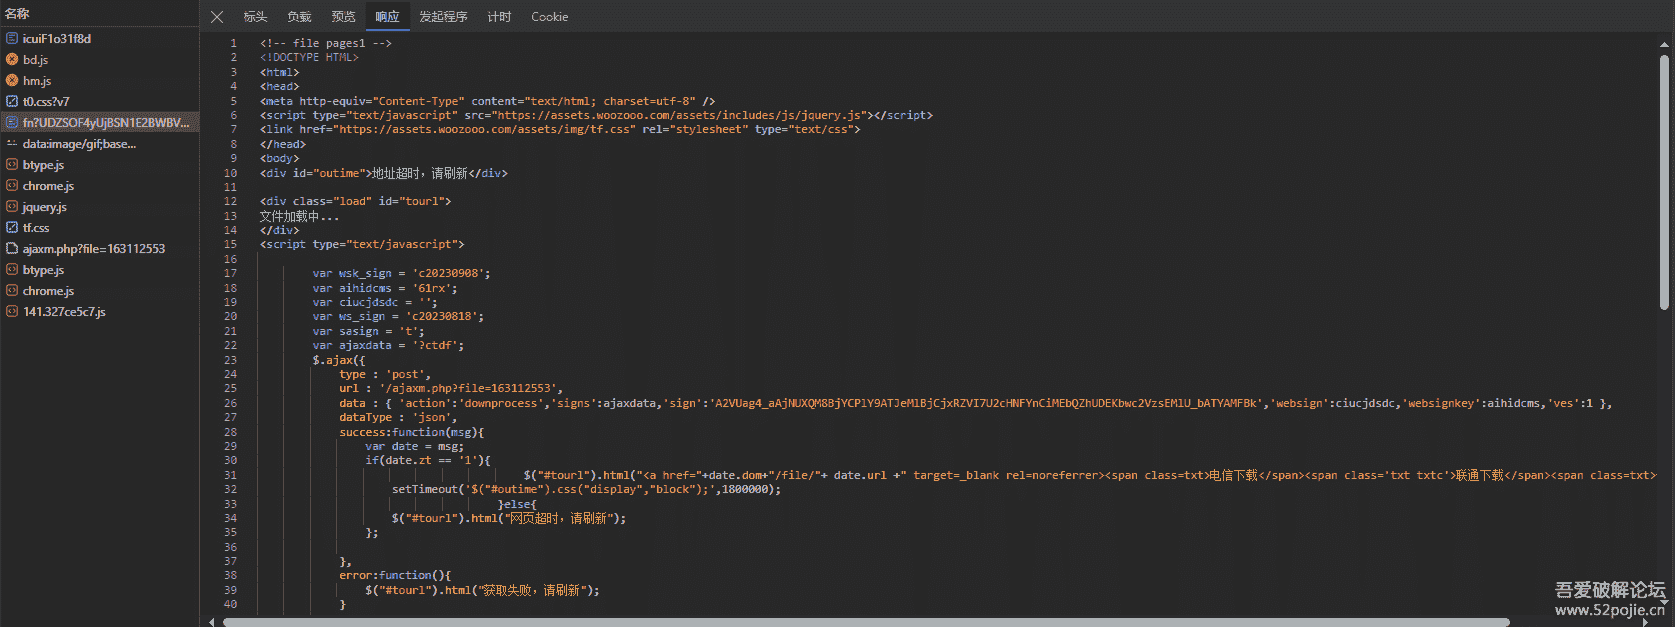 名称
icuiF1o31f8d
bd.js
hm.js
t0.css?v7
fn?UDZSOF4yUjBSN1E2BWBV...
data:image/gif;base...
btype.js
chrome.js
jquery.js
tf.css
ajaxm.php?file=163112553
btype.js
chrome.js
141.327ce5c7.js
标头 负载 预览 响应 发起程序 计时 Cookie
1 <!-- file pages1 -->
2 <!DOCTYPE HTML>
3 <html>
4 <head>
5 <meta http-equiv="Content-Type" content="text/html; charset=utf-8" />
6 <script type="text/javascript" src="https://assets.woozooo.com/assets/includes/js/jquery.js"></script>
7 <link href="https://assets.woozooo.com/assets/img/tf.css" rel="stylesheet" type="text/css">
8 </head>
9 <body>
10 <div id="outime">地址超时，请刷新</div>
11
12 <div class="load" id="tourl">
13 文件加载中...
14 </div>
15 <script type="text/javascript">
16
17 var wsk_sign = 'c20230908';
18 var aihidcms = '61rx';
19 var ciucjdsdc = '';
20 var ws_sign = 'c20230818';
21 var sasign = 't';
22 var ajaxdata = '?ctdf';
23 $.ajax({
24 type : 'post',
25 url : '/ajaxm.php?file=163112553',
26 data : { 'action':'downprocess','signs':ajaxdata,'sign':'A2VUag4_aAjNUXQM8BjYCPlY9ATJeMlBjCjxRZVI7U2cHNFYnCiMEbQZhUDEKbwc2VzsEMlU_bATYAMFBk','websign':ciucjdsdc,'websignkey':aihidcms,'ves':1 },
27 dataType : 'json',
28 success:function(msg){
29 var date = msg;
30 if(date.zt == '1'){
31 $("#tourl").html("<a href="+date.dom+"/file/"+ date.url +" target=_blank rel=noreferrer><span class=txt>电信下载</span><span class='txt txtc'>联通下载</span><span class=txt>
32 setTimeout('$("#outime").css("display","block");',1800000);
33 }else{
34 $("#tourl").html("网页超时，请刷新");
35 };
36
37 },
38 error:function(){
39 $("#tourl").html("获取失败，请刷新");
40 }
吾爱破解论坛
www.52pojie.cn